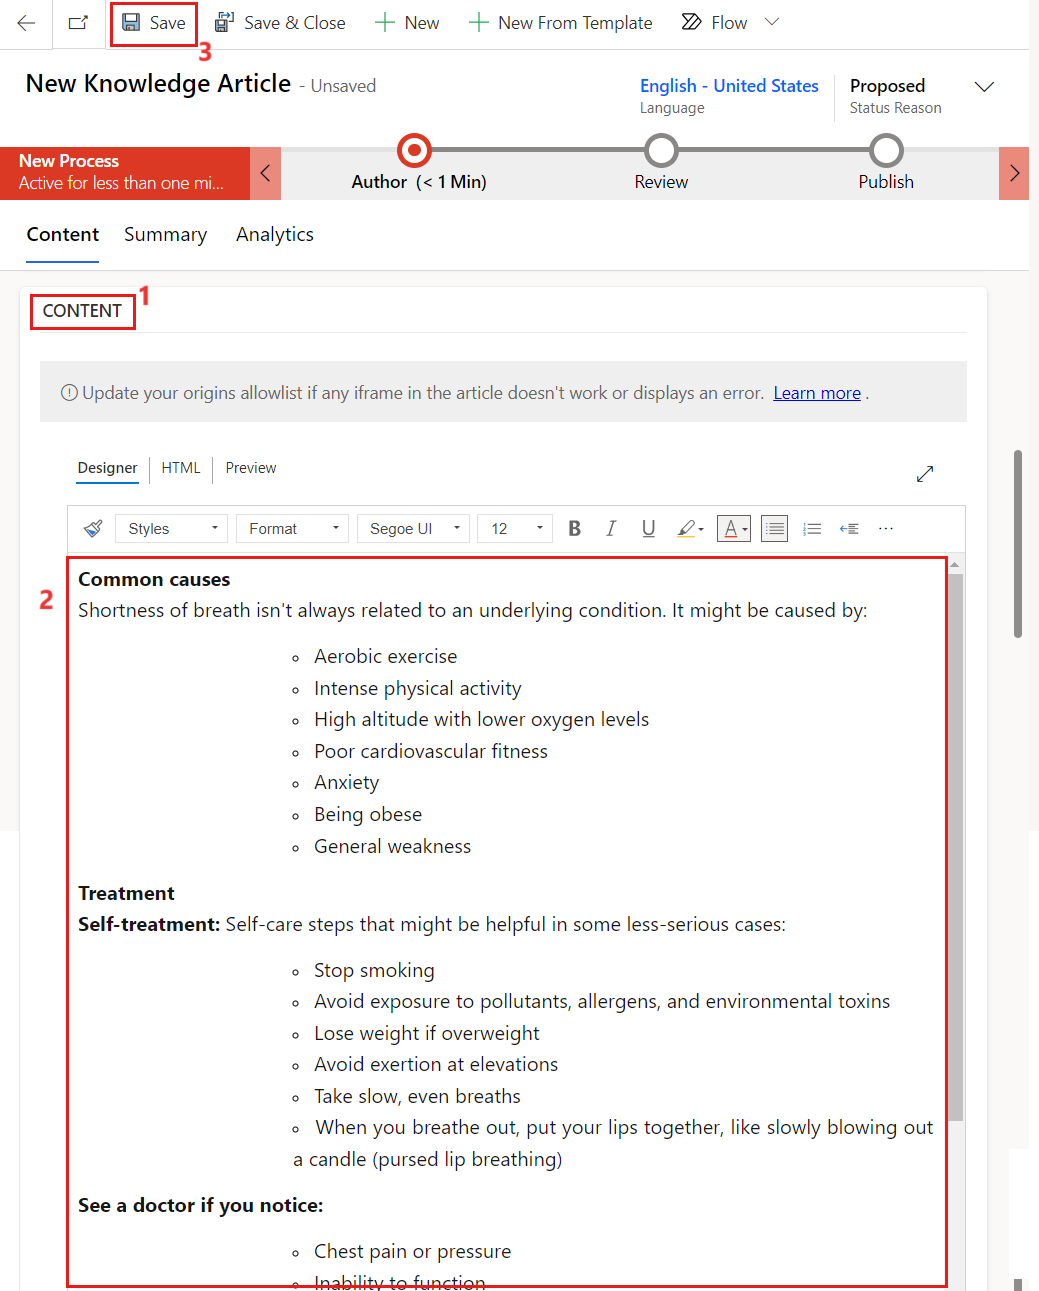 Save
Save & Close
New
New From Template
Flow
3
New Knowledge Article - Unsaved
English - United States
Language
Proposed
Status Reason
New Process
Active for less than one mi...
Author (< 1 Min)
Review
Publish
Content
Summary
Analytics
CONTENT
1
Update your origins allowlist if any iframe in the article doesn't work or displays an error. Learn more .
Designer
HTML
Preview
Styles
Format
Segoe UI
12
B
I
U
A
...
2
Common causes
Shortness of breath isn't always related to an underlying condition. It might be caused by:
Aerobic exercise
Intense physical activity
High altitude with lower oxygen levels
Poor cardiovascular fitness
Anxiety
Being obese
General weakness
Treatment
Self-treatment: Self-care steps that might be helpful in some less-serious cases:
Stop smoking
Avoid exposure to pollutants, allergens, and environmental toxins
Lose weight if overweight
Avoid exertion at elevations
Take slow, even breaths
When you breathe out, put your lips together, like slowly blowing out
a candle (pursed lip breathing)
See a doctor if you notice:
Chest pain or pressure
Inability to function